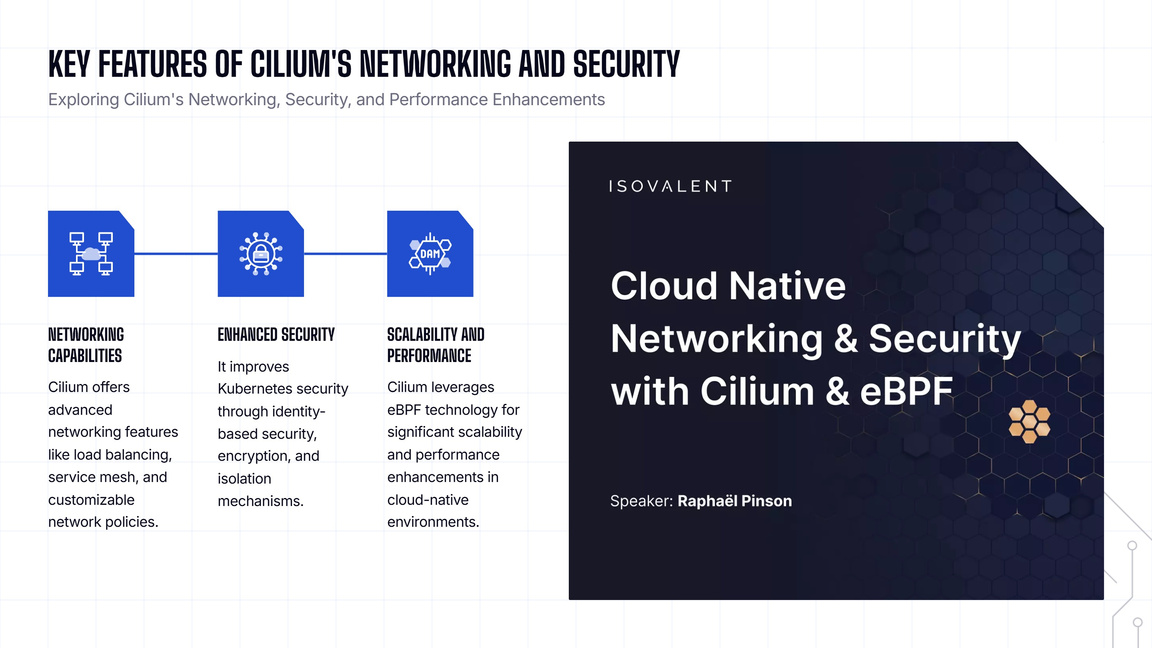 KEY FEATURES OF CILIUM'S NETWORKING AND SECURITY
Exploring Cilium's Networking, Security, and Performance Enhancements
NETWORKING
CAPABILITIES
Cilium offers
advanced
networking features
like load balancing,
service mesh, and
customizable
network policies.
ENHANCED SECURITY
It improves
Kubernetes security
through identity-
based security,
encryption, and
isolation
mechanisms.
DAM
SCALABILITY AND
PERFORMANCE
Cilium leverages
eBPF technology for
significant scalability
and performance
enhancements in
cloud-native
environments.
ISOVALENT
Cloud Native
Networking & Security
with Cilium & eBPF
Speaker: Raphaël Pinson